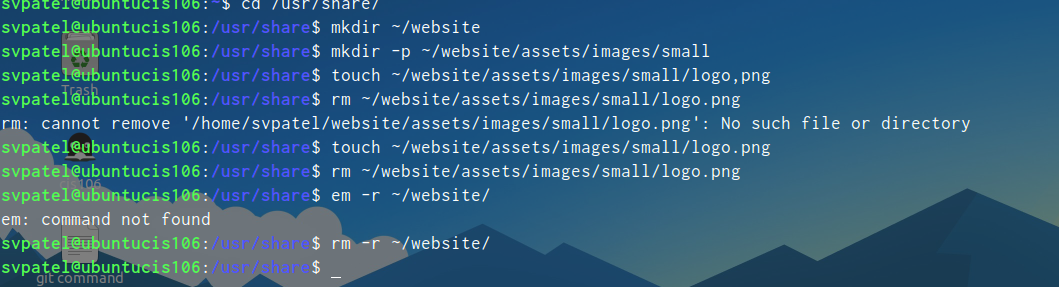 svpatel@ubuntucis106:~$ cd /usr/share/
svpatel@ubuntucis106:/usr/share$ mkdir ~/website
svpatel@ubuntucis106:/usr/share$ mkdir -p ~/website/assets/images/small
svpatel@ubuntucis106:/usr/share$ touch ~/website/assets/images/small/logo,png
Trash
svpatel@ubuntucis106:/usr/share$ rm ~/website/assets/images/small/logo.png
rm: cannot remove '/home/svpatel/website/assets/images/small/logo.png': No such file or directory
svpatel@ubuntucis106:/usr/share$ touch ~/website/assets/images/small/logo.png
svpatel@ubuntucis106:/usr/share$ rm ~/website/assets/images/small/logo.png
svpatel@ubuntucis106:/usr/share$ em -r ~/website/
em: command not found
svpatel@ubuntucis106:/usr/share$ rm -r ~/website/
svpatel@ubuntucis106:/usr/share$ _
git command